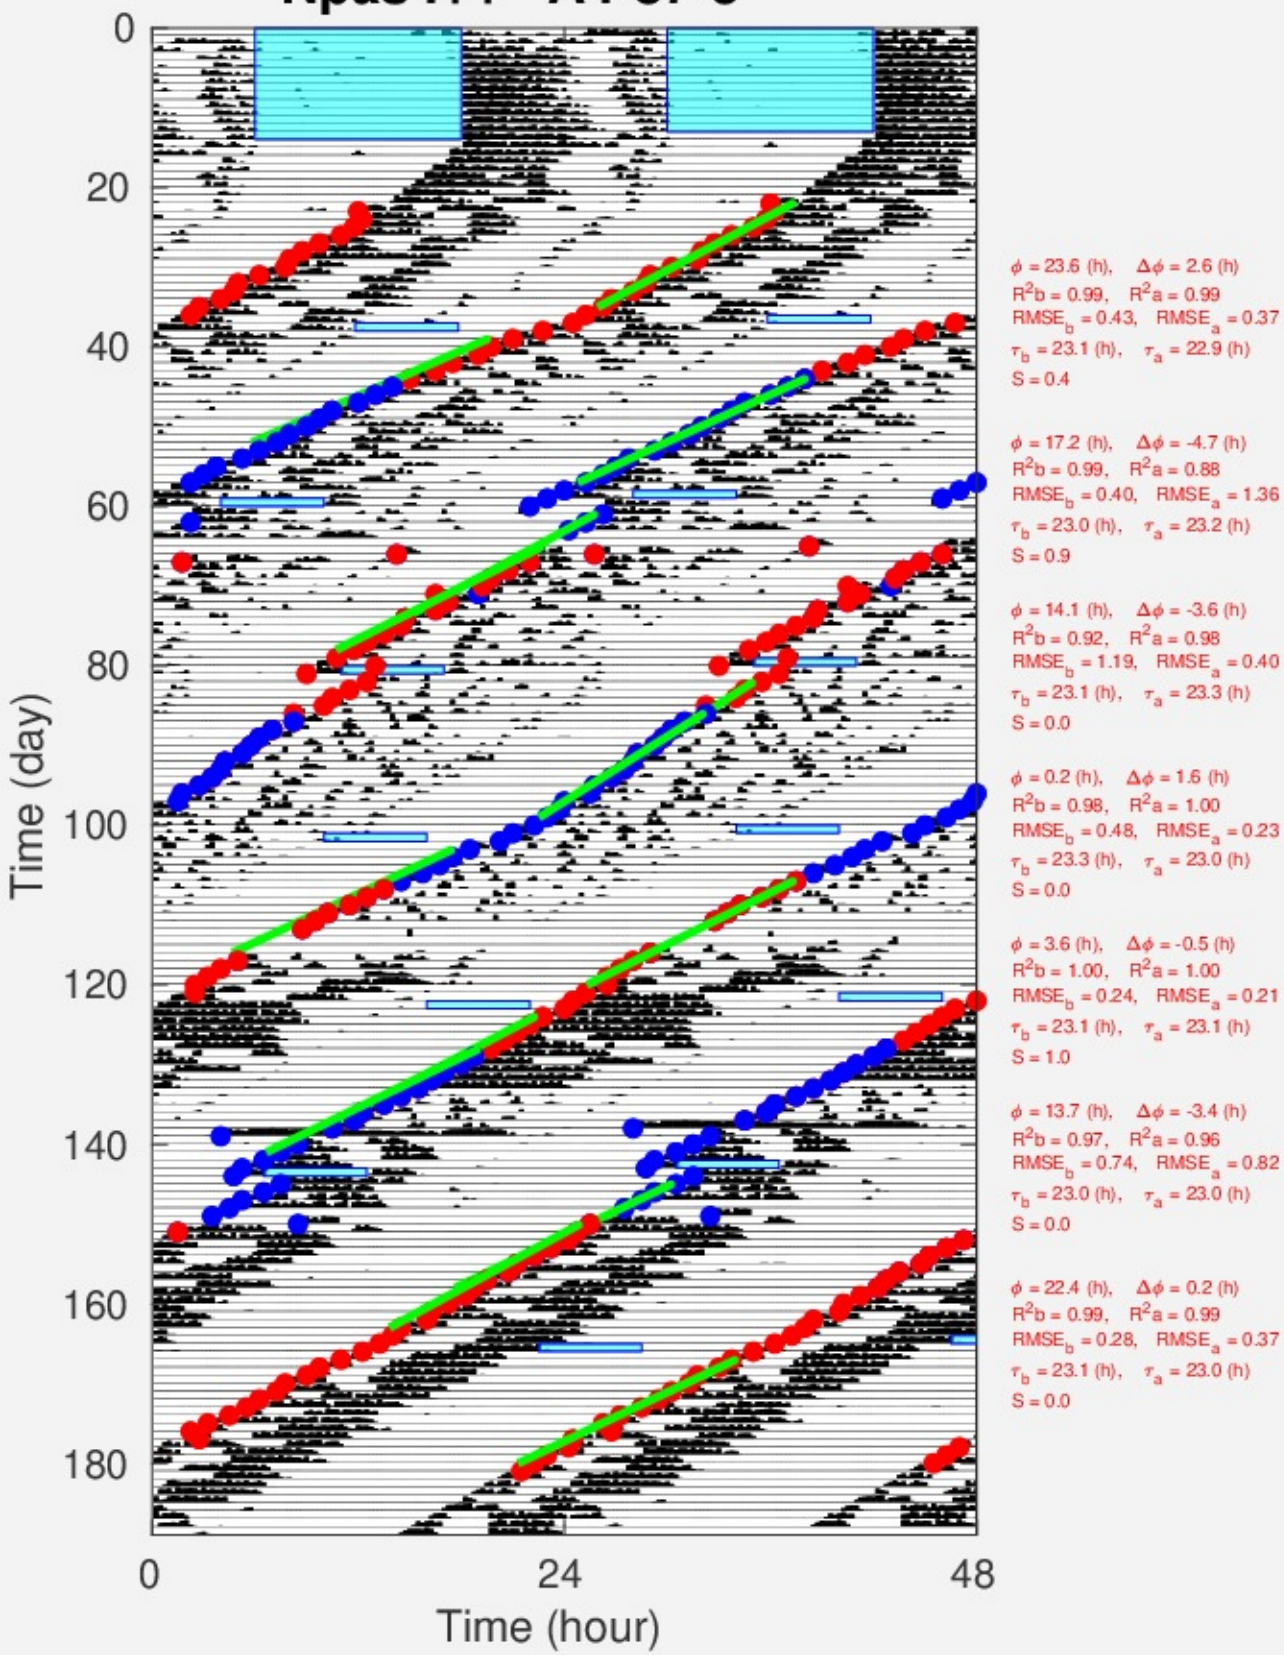 0
20
40
60
80
100
120
140
160
180
Time (day)
0 24 48
Time (hour)
ϕ = 23.6 (h), Δϕ = 2.6 (h)
R²b = 0.99, R²a = 0.99
RMSE_b = 0.43, RMSE_a = 0.37
τ_b = 23.1 (h), τ_a = 22.9 (h)
S = 0.4
ϕ = 17.2 (h), Δϕ = -4.7 (h)
R²b = 0.99, R²a = 0.88
RMSE_b = 0.40, RMSE_a = 1.36
τ_b = 23.0 (h), τ_a = 23.2 (h)
S = 0.9
ϕ = 14.1 (h), Δϕ = -3.6 (h)
R²b = 0.92, R²a = 0.98
RMSE_b = 1.19, RMSE_a = 0.40
τ_b = 23.1 (h), τ_a = 23.3 (h)
S = 0.0
ϕ = 0.2 (h), Δϕ = 1.6 (h)
R²b = 0.98, R²a = 1.00
RMSE_b = 0.48, RMSE_a = 0.23
τ_b = 23.3 (h), τ_a = 23.0 (h)
S = 0.0
ϕ = 3.6 (h), Δϕ = -0.5 (h)
R²b = 1.00, R²a = 1.00
RMSE_b = 0.24, RMSE_a = 0.21
τ_b = 23.1 (h), τ_a = 23.1 (h)
S = 1.0
ϕ = 13.7 (h), Δϕ = -3.4 (h)
R²b = 0.97, R²a = 0.96
RMSE_b = 0.74, RMSE_a = 0.82
τ_b = 23.0 (h), τ_a = 23.0 (h)
S = 0.0
ϕ = 22.4 (h), Δϕ = 0.2 (h)
R²b = 0.99, R²a = 0.99
RMSE_b = 0.28, RMSE_a = 0.37
τ_b = 23.1 (h), τ_a = 23.0 (h)
S = 0.0